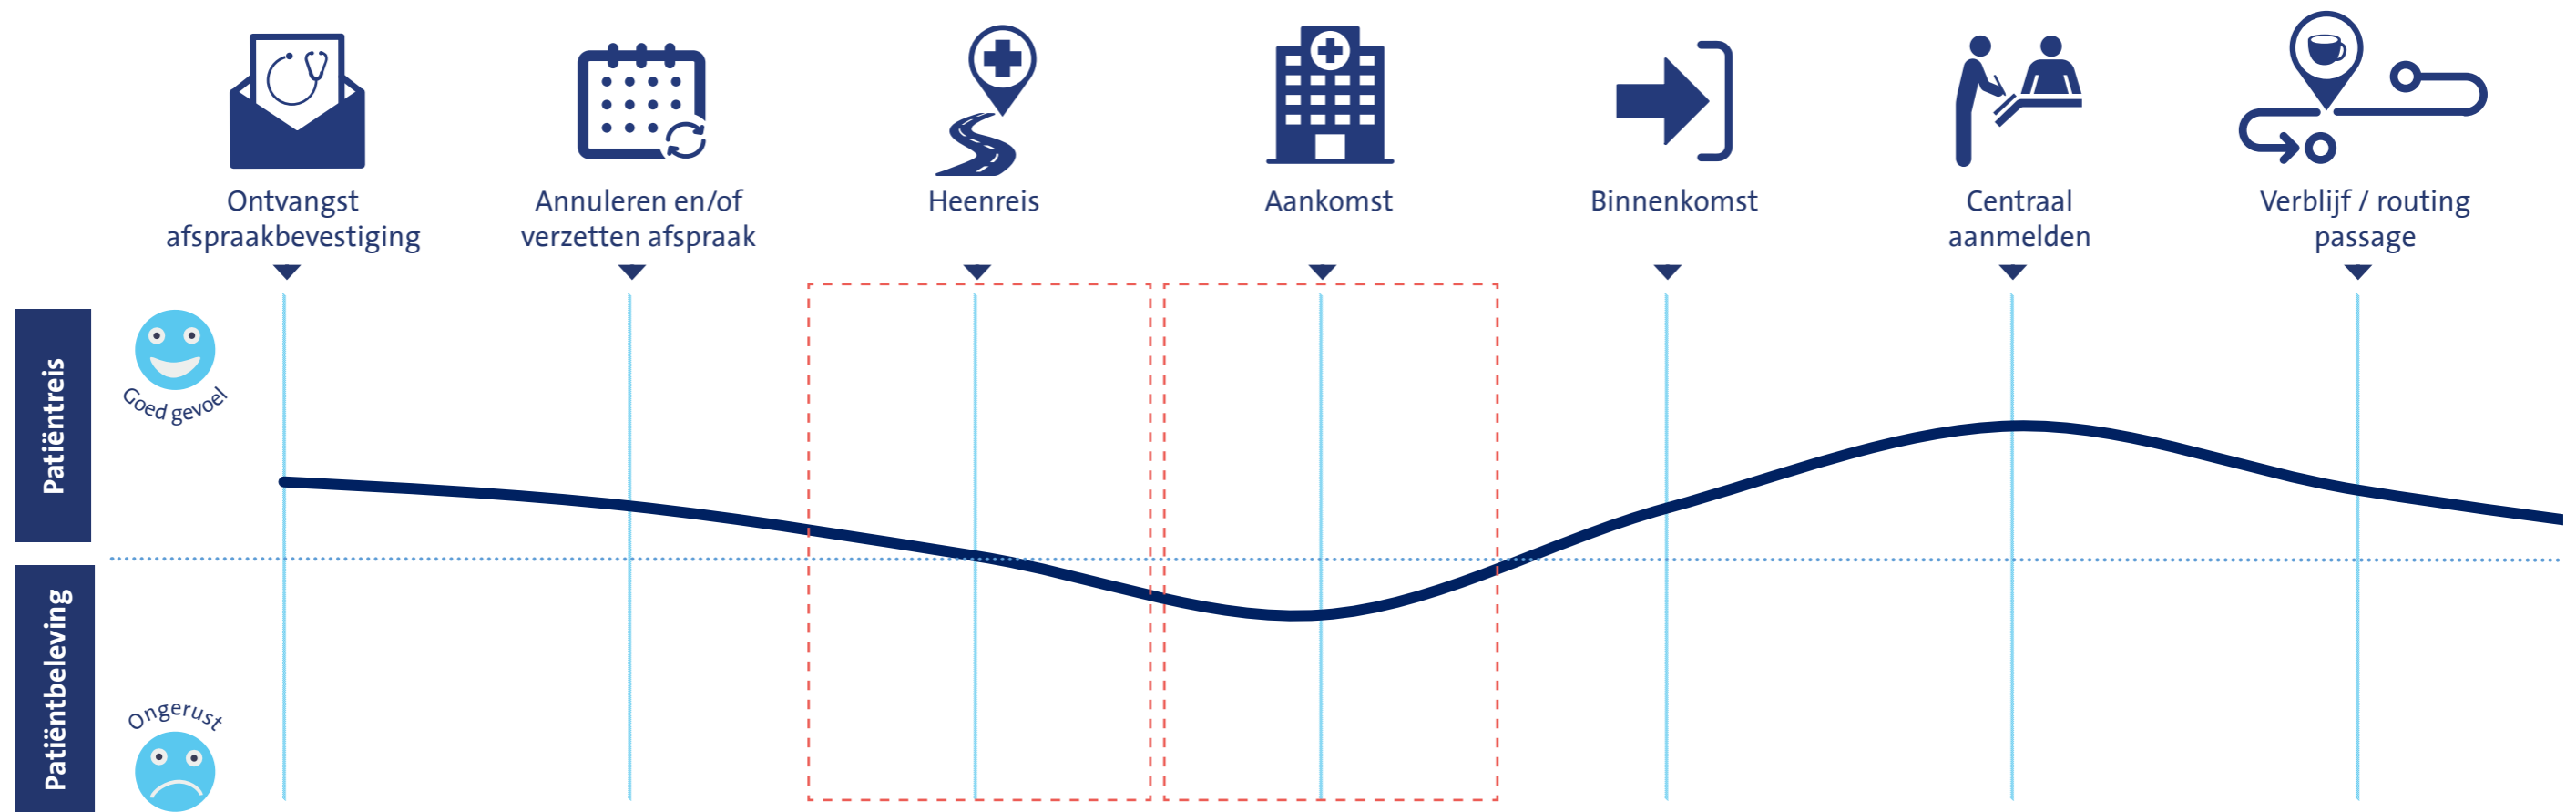 Ontvangst
afspraakbevestiging
Annuleren en/of
verzetten afspraak
Heenreis
Aankomst
Binnenkomst
Centraal
aanmelden
Verblijf / routing
passage
Patiëntreis
Goed gevoel
Patiëntbeleving
Ongerust